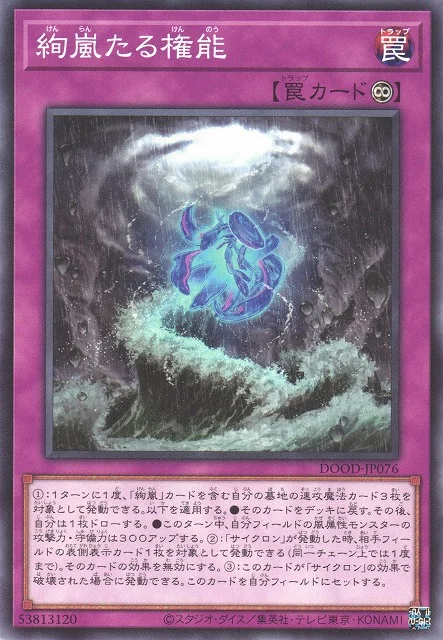 絢嵐たる権能
罠
【罠カード】
DOOD-JP076
①:1ターンに1度、「絢嵐」カードを含む自分の墓地の速攻魔法カード3枚を
対象として発動できる。以下を適用する。●そのカードをデッキに戻す。その後、
自分は1枚ドローする。●このターン中、自分フィールドの風属性モンスターの
攻撃力・守備力は300アップする。②:「サイクロン」が発動した時、相手フィー
ルドの表側表示カード1枚を対象として発動できる(同一チェーン上では1度
まで)。そのカードの効果を無効にする。③:このカードが「サイクロン」の効果で
破壊された場合に発動できる。このカードを自分フィールドにセットする。
53813120
©スタジオ・ダイス/集英社・テレビ東京・KONAMI